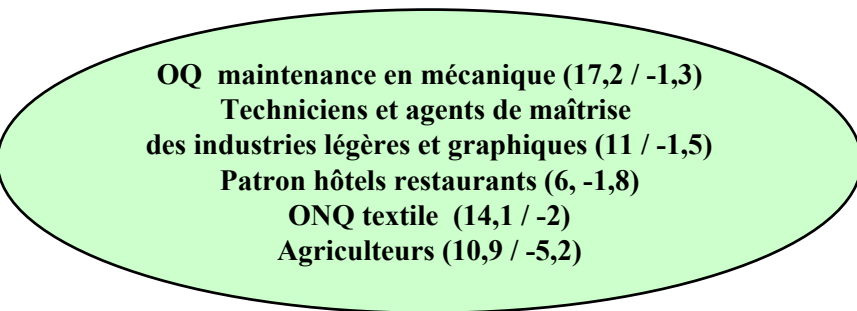 OQ maintenance en mécanique (17,2 / -1,3)
Techniciens et agents de maîtrise
des industries légères et graphiques (11 / -1,5)
Patron hôtels restaurants (6, -1,8)
ONQ textile (14,1 / -2)
Agriculteurs (10,9 / -5,2)